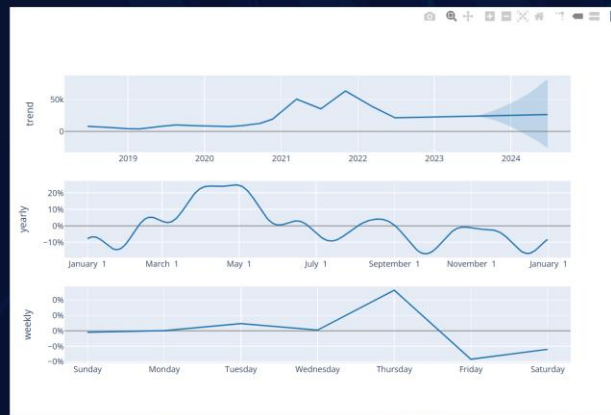 trend
50k
0
2019 2020 2021 2022 2023 2024
yearly
20%
10%
0%
−10%
January 1 March 1 May 1 July 1 September 1 November 1 January 1
weekly
0%
0%
0%
−0%
−0%
Sunday Monday Tuesday Wednesday Thursday Friday Saturday